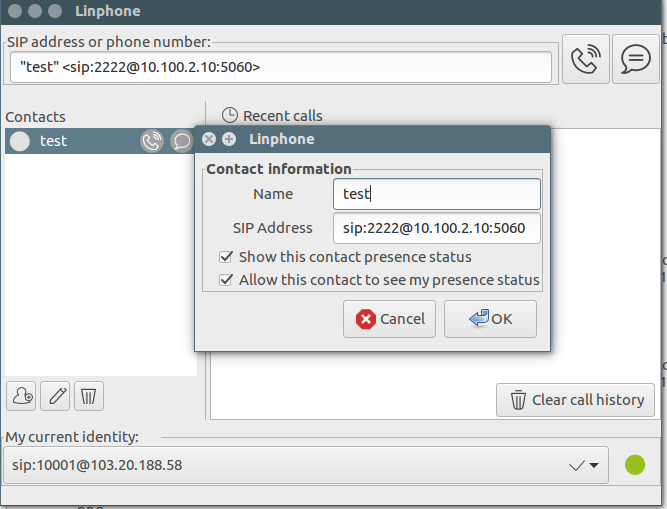 Linphone
SIP address or phone number:
"test" <sip:2222@10.100.2.10:5060>
Contacts
Recent calls
test
Linphone
Contact information
Name
test
SIP Address
sip:2222@10.100.2.10:5060
Show this contact presence status
Allow this contact to see my presence status
Cancel
OK
Clear call history
My current identity:
sip:10001@103.20.188.58